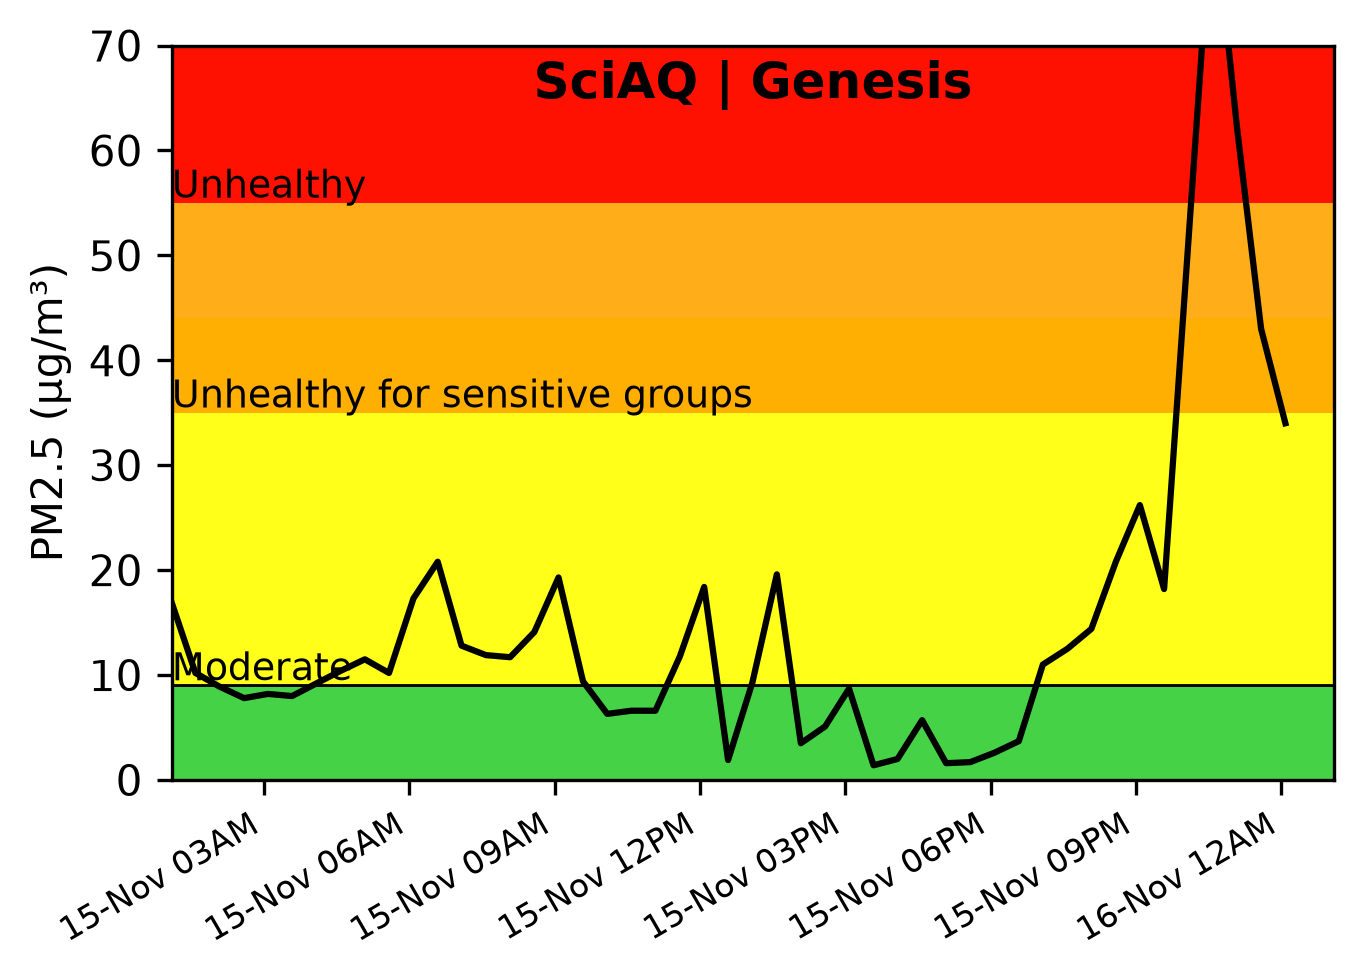 SciAQ | Genesis
PM2.5 (µg/m³)
70
60
50
40
30
20
10
0
Unhealthy
Unhealthy for sensitive groups
Moderate
15-Nov 03AM
15-Nov 06AM
15-Nov 09AM
15-Nov 12PM
15-Nov 03PM
15-Nov 06PM
15-Nov 09PM
16-Nov 12AM